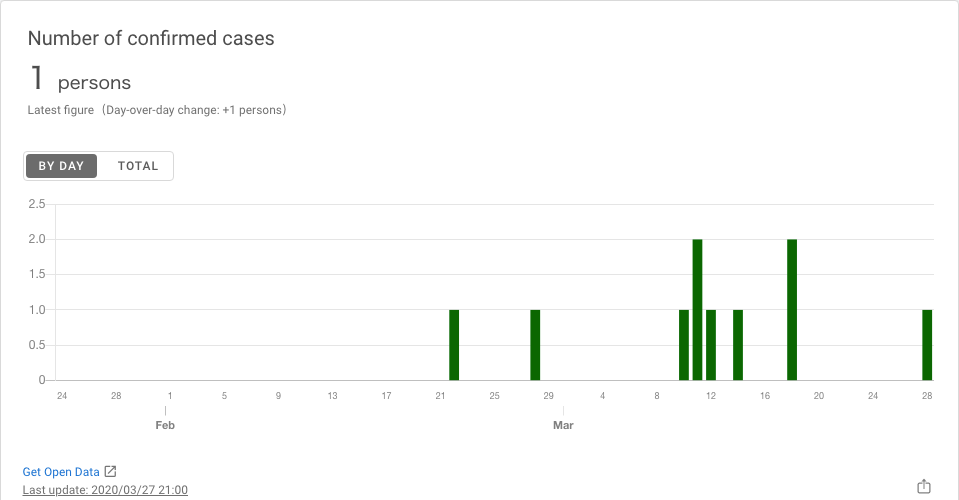 Number of confirmed cases
1 persons
Latest figure (Day-over-day change: +1 persons)
BY DAY TOTAL
2.5
2.0
1.5
1.0
0.5
0
24 28 1 5 9 13 17 21 25 29 4 8 12 16 20 24 28
Feb Mar
Get Open Data
Last update: 2020/03/27 21:00